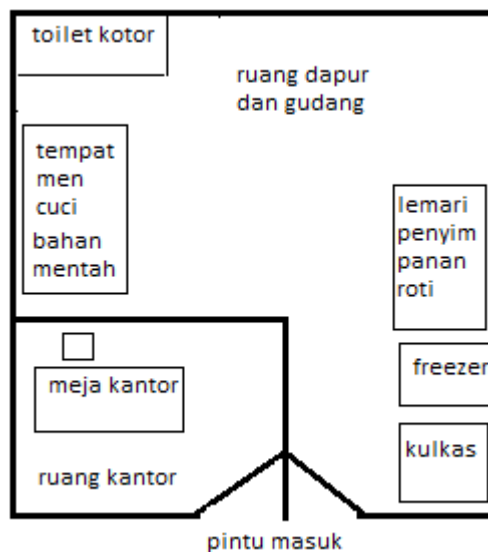 toilet kotor
ruang dapur
dan gudang
tempat
men
cuci
bahan
mentah
lemari
penyim
panan
roti
freezer
meja kantor
kulkas
ruang kantor
pintu masuk